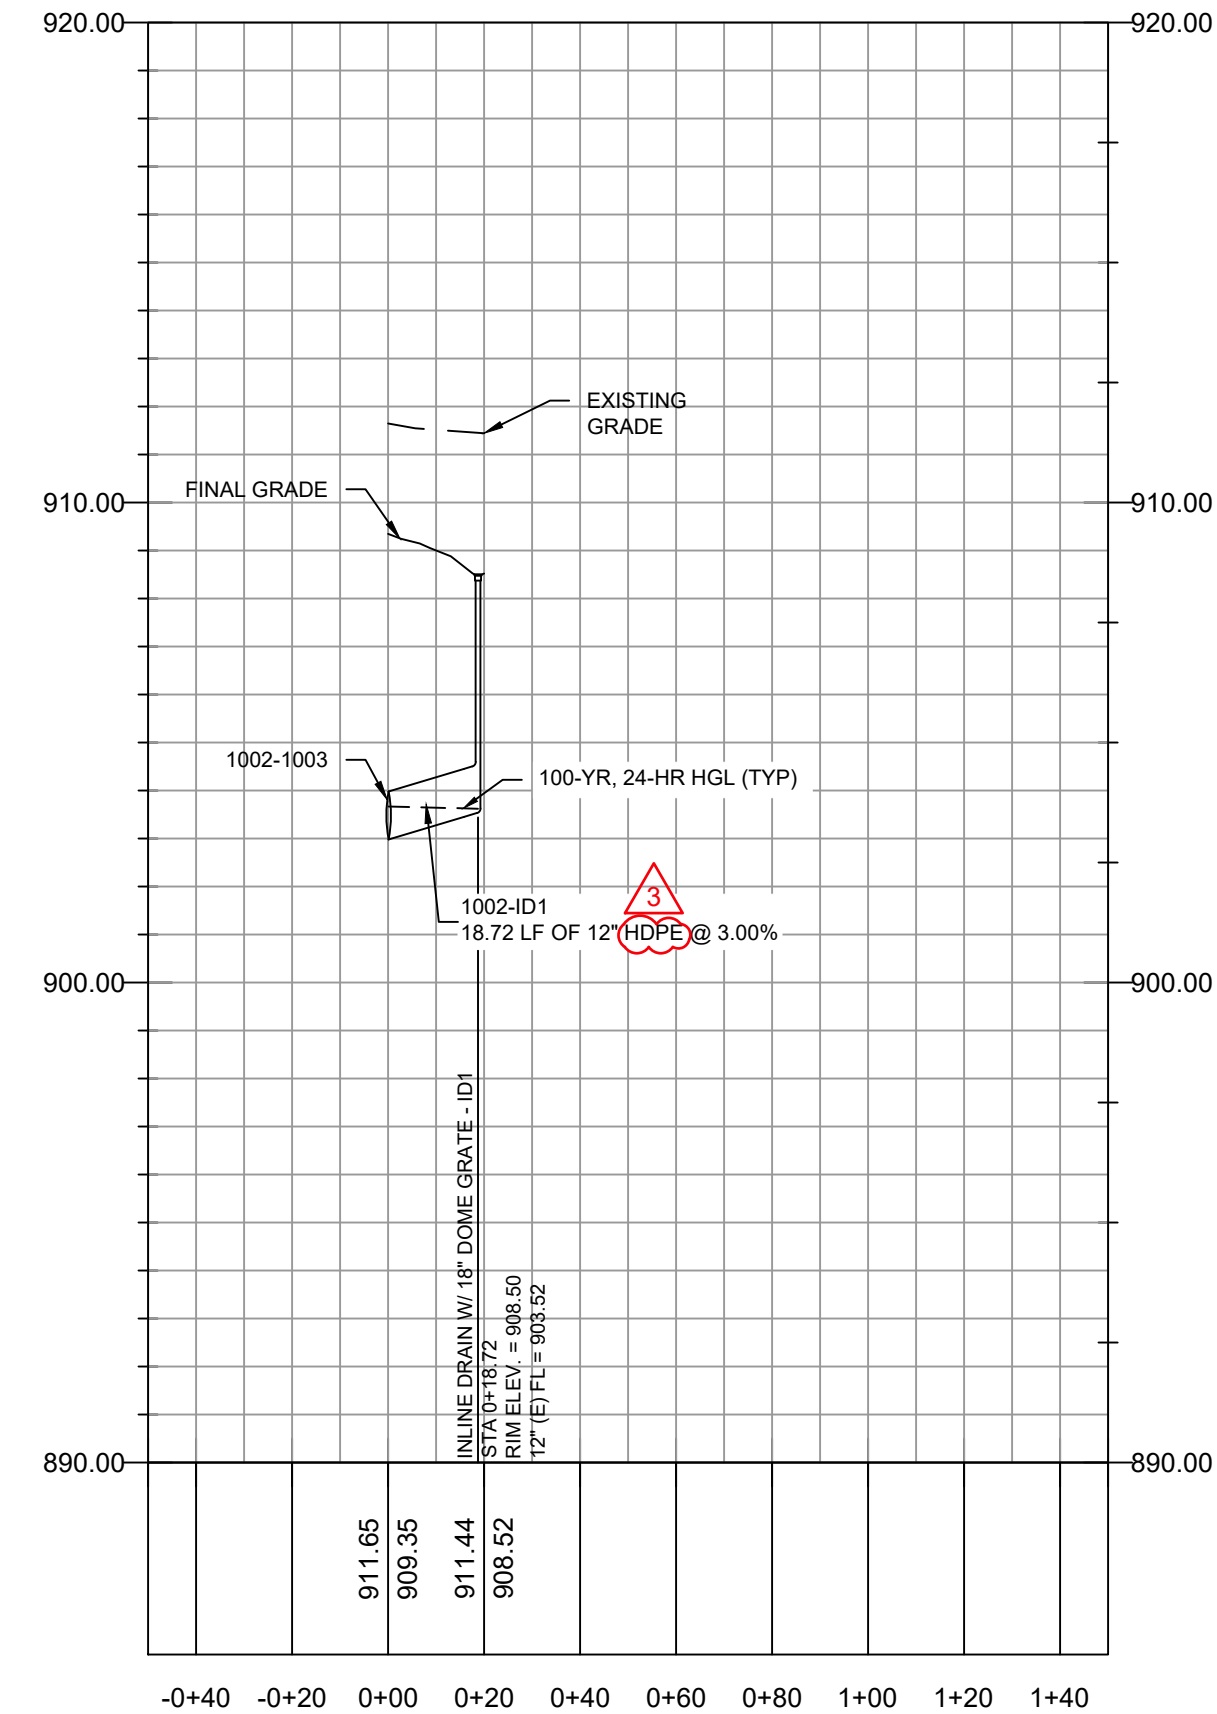 920.00
920.00
EXISTING
GRADE
FINAL GRADE
910.00
910.00
1002-1003
100-YR, 24-HR HGL (TYP)
3
1002-ID1
18.72 LF OF 12" HDPE @ 3.00%
900.00
900.00
INLINE DRAIN W/ 18" DOME GRATE - ID1
STA 0+18.72
RIM ELEV. = 908.50
12" (E) FL = 903.52
890.00
890.00
911.65
909.35
911.44
908.52
-0+40 -0+20 0+00 0+20 0+40 0+60 0+80 1+00 1+20 1+40